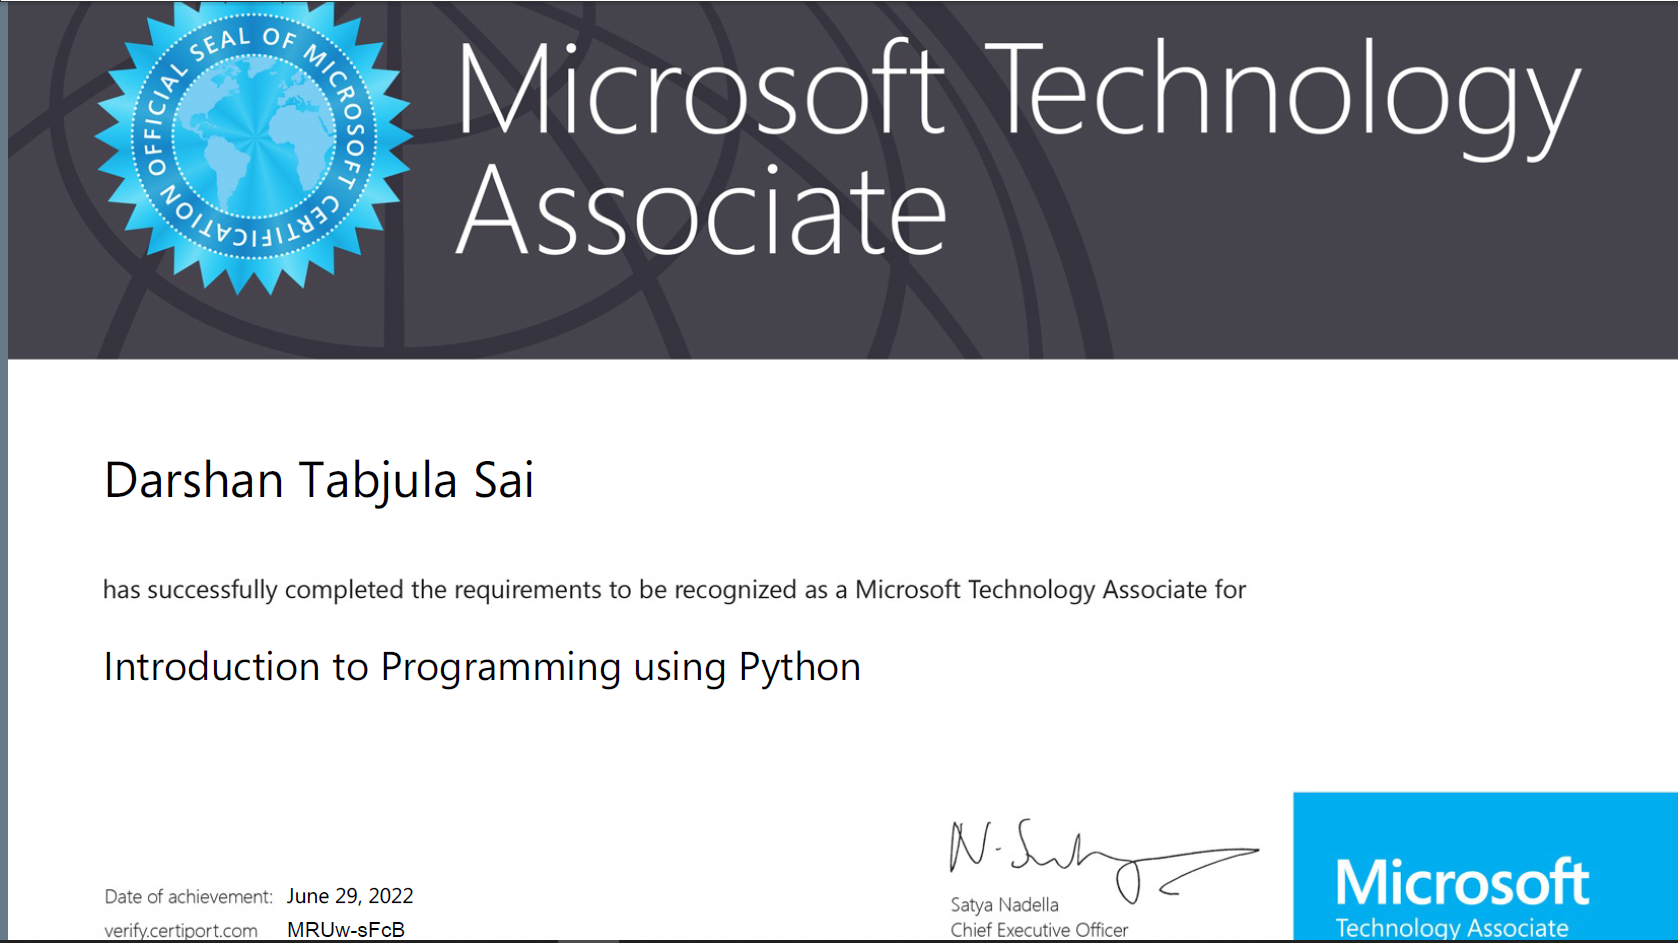 OFFICIAL SEAL OF MICROSOFT CERTIFICATION
Microsoft Technology
Associate
Darshan Tabjula Sai
has successfully completed the requirements to be recognized as a Microsoft Technology Associate for
Introduction to Programming using Python
Date of achievement: June 29, 2022
verify.certiport.com MRUw-sFcB
N. Satya
Satya Nadella
Chief Executive Officer
Microsoft
Technology Associate